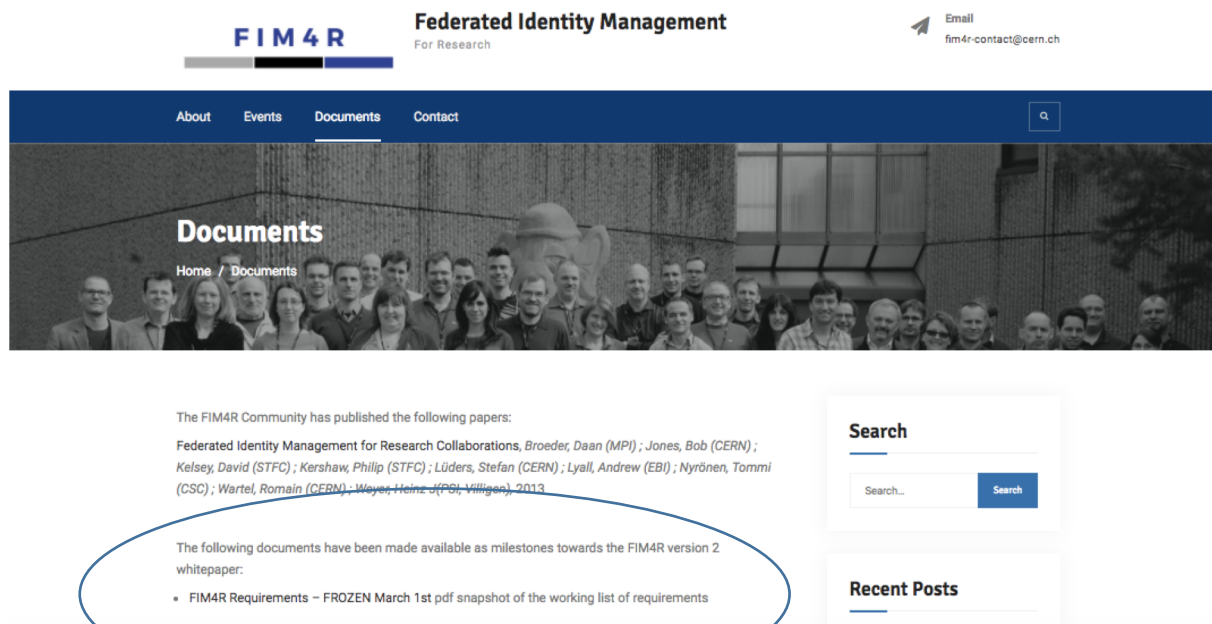 FIM4R
Federated Identity Management
For Research
Email
fim4r-contact@cern.ch
About
Events
Documents
Contact
Documents
Home / Documents
The FIM4R Community has published the following papers:
Federated Identity Management for Research Collaborations, Broeder, Daan (MPI) ; Jones, Bob (CERN) ;
Kelsey, David (STFC) ; Kershaw, Philip (STFC) ; Lüders, Stefan (CERN) ; Lyall, Andrew (EBI) ; Nyrönen, Tommi
(CSC) ; Wartel, Romain (CERN) ; Weyer, Heinz J(PSI, Villigen), 2013
The following documents have been made available as milestones towards the FIM4R version 2
whitepaper:
• FIM4R Requirements – FROZEN March 1st pdf snapshot of the working list of requirements
Search
Search...
Search
Recent Posts